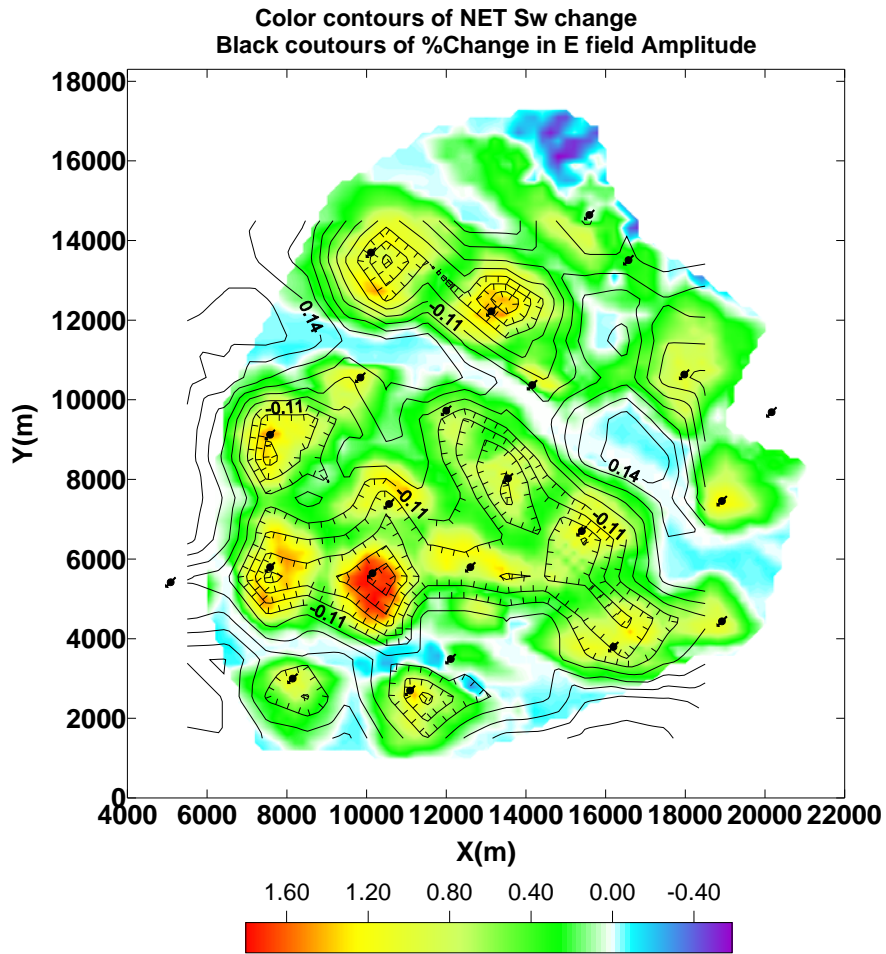 Color contours of NET Sw change
Black coutours of %Change in E field Amplitude
18000
16000
14000
12000
10000
8000
6000
4000
2000
0
Y(m)
0.14
-0.11
-0.11
-0.11
0.14
-0.11
-0.11
4000 6000 8000 10000 12000 14000 16000 18000 20000 22000
X(m)
1.60 1.20 0.80 0.40 0.00 -0.40